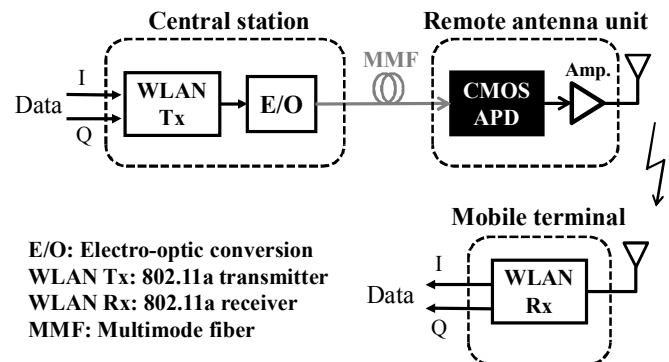 Central station
Remote antenna unit
MMF
Amp.
I
Data
Q
WLAN
Tx
E/O
CMOS
APD
Mobile terminal
E/O: Electro-optic conversion
WLAN Tx: 802.11a transmitter
WLAN Rx: 802.11a receiver
MMF: Multimode fiber
I
Data
Q
WLAN
Rx